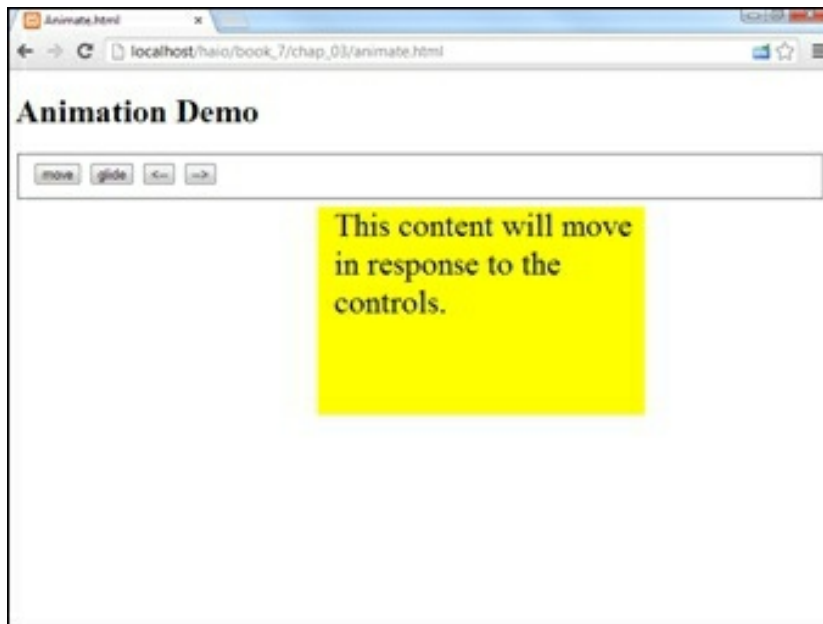 Animate.html
localhost/haio/book_7/chap_03/animate.html
Animation Demo
move glide <-- -->
This content will move
in response to the
controls.